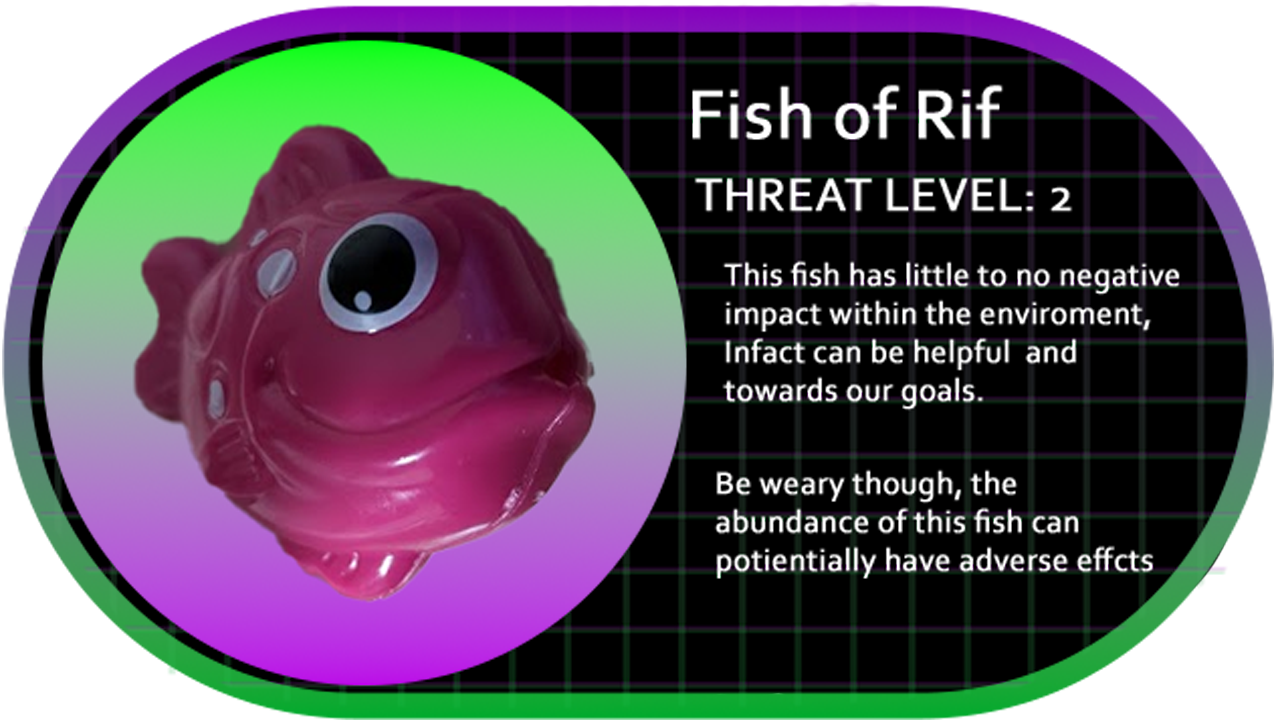 Fish of Rif
THREAT LEVEL: 2
This fish has little to no negative
impact within the enviroment,
Infact can be helpful and
towards our goals.
Be weary though, the
abundance of this fish can
potientially have adverse effcts